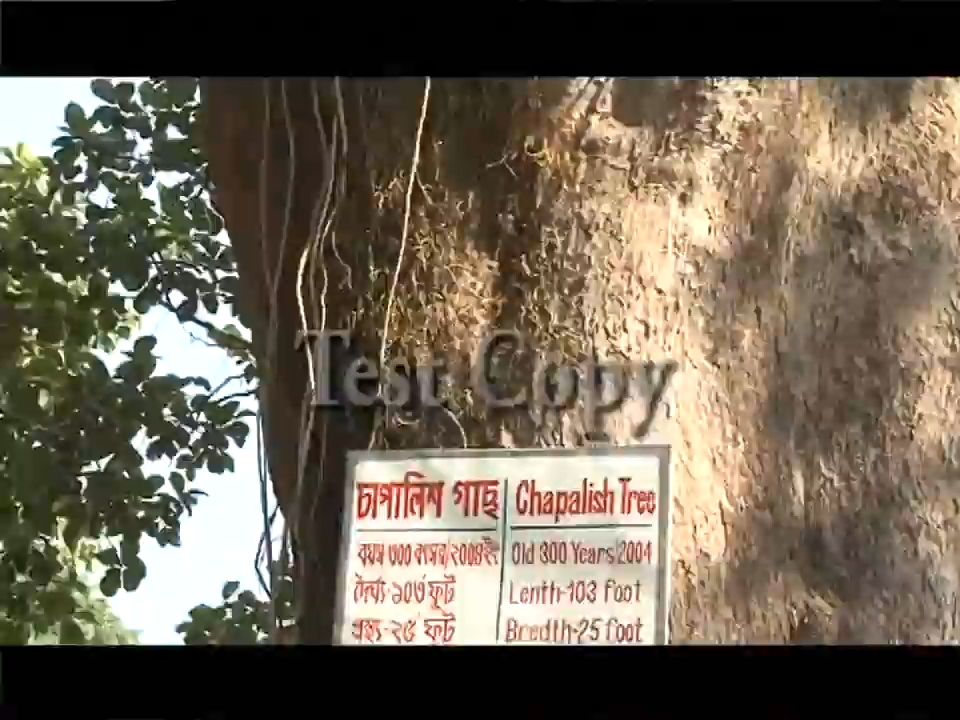 Test Copy
চাপালিশ গাছ
বয়স ৩০০ বৎসর/২০০৪ইং
দৈর্ঘ্য-১০৩ ফূট
প্রস্থ্য-২৫ ফূট
Chapalish Tree
Old 300 Years 2004
Lenth-103 foot
Bredth-25 foot